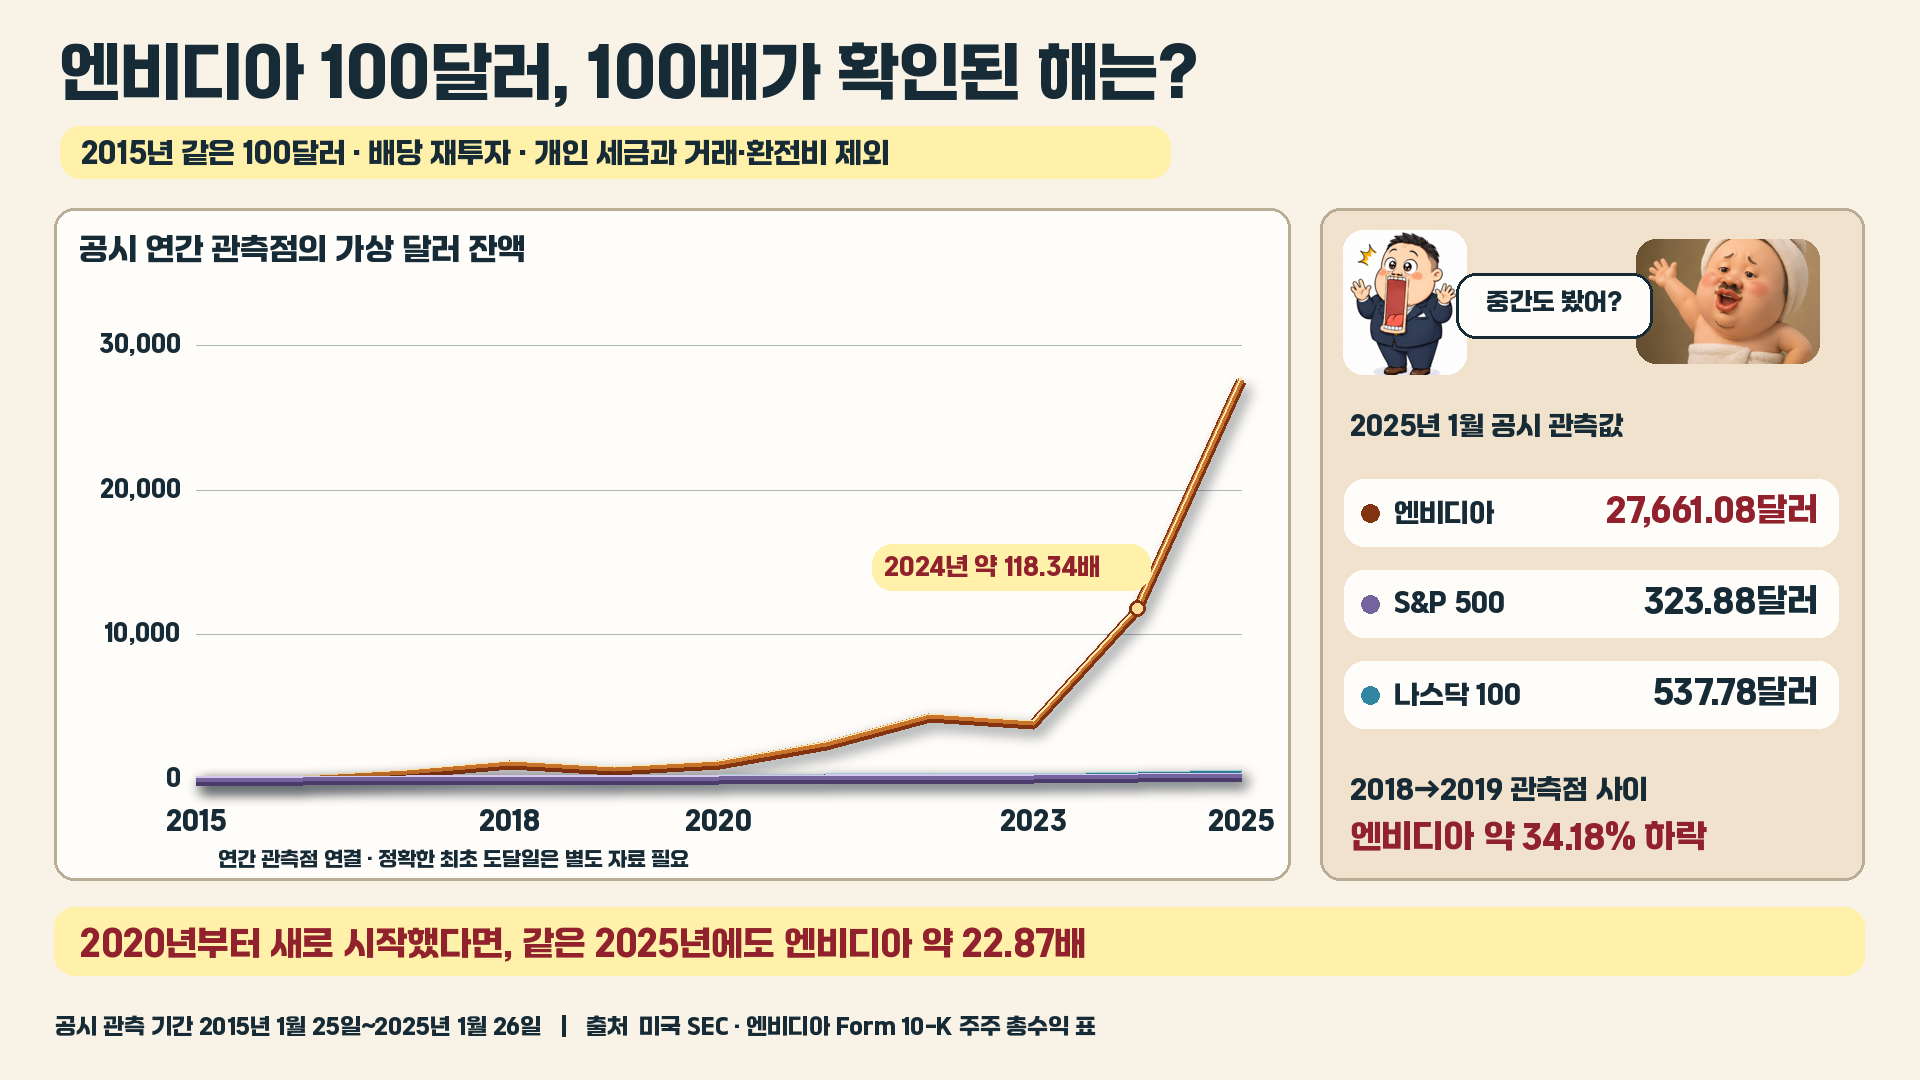 엔비디아 100달러, 100배가 확인된 해는?
2015년 같은 100달러 · 배당 재투자 · 개인 세금과 거래·환전비 제외
공시 연간 관측점의 가상 달러 잔액
30,000
20,000
10,000
0
2024년 약 118.34배
2015
2018
2020
2023
2025
연간 관측점 연결 · 정확한 최초 도달일은 별도 자료 필요
중간도 봤어?
2025년 1월 공시 관측값
엔비디아 27,661.08달러
S&P 500 323.88달러
나스닥 100 537.78달러
2018→2019 관측점 사이
엔비디아 약 34.18% 하락
2020년부터 새로 시작했다면, 같은 2025년에도 엔비디아 약 22.87배
공시 관측 기간 2015년 1월 25일~2025년 1월 26일 | 출처 미국 SEC · 엔비디아 Form 10-K 주주 총수익 표